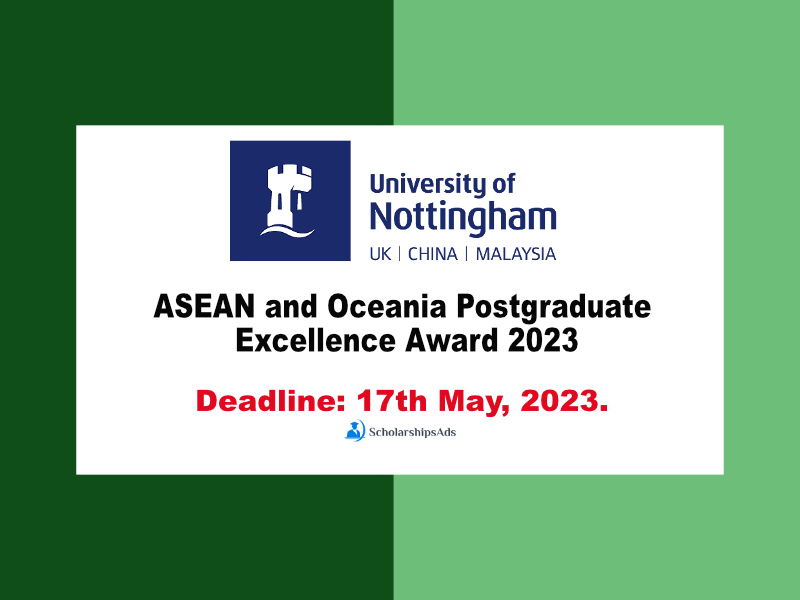 University of
Nottingham
UK | CHINA | MALAYSIA
ASEAN and Oceania Postgraduate
Excellence Award 2023
Deadline: 17th May, 2023.
ScholarshipsAds